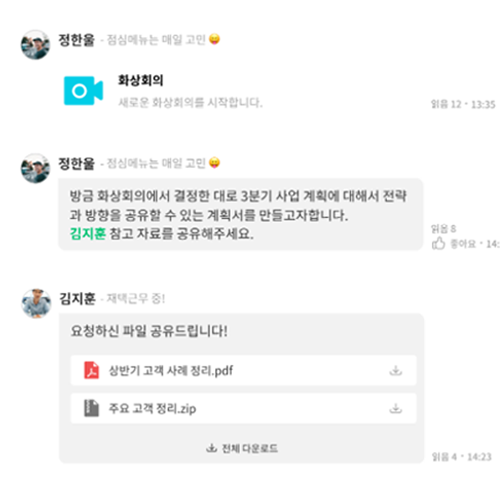 정한울 - 점심메뉴는 매일 고민 😝
화상회의
새로운 화상회의를 시작합니다.
읽음 12 · 13:35
정한울 - 점심메뉴는 매일 고민 😝
방금 화상회의에서 결정한 대로 3분기 사업 계획에 대해서 전략
과 방향을 공유할 수 있는 계획서를 만들고자합니다.
김지훈 참고 자료를 공유해주세요.
읽음 8
좋아요 · 14:
김지훈 - 재택근무 중!
요청하신 파일 공유드립니다!
상반기 고객 사례 정리.pdf
주요 고객 정리.zip
전체 다운로드
읽음 4 · 14:23